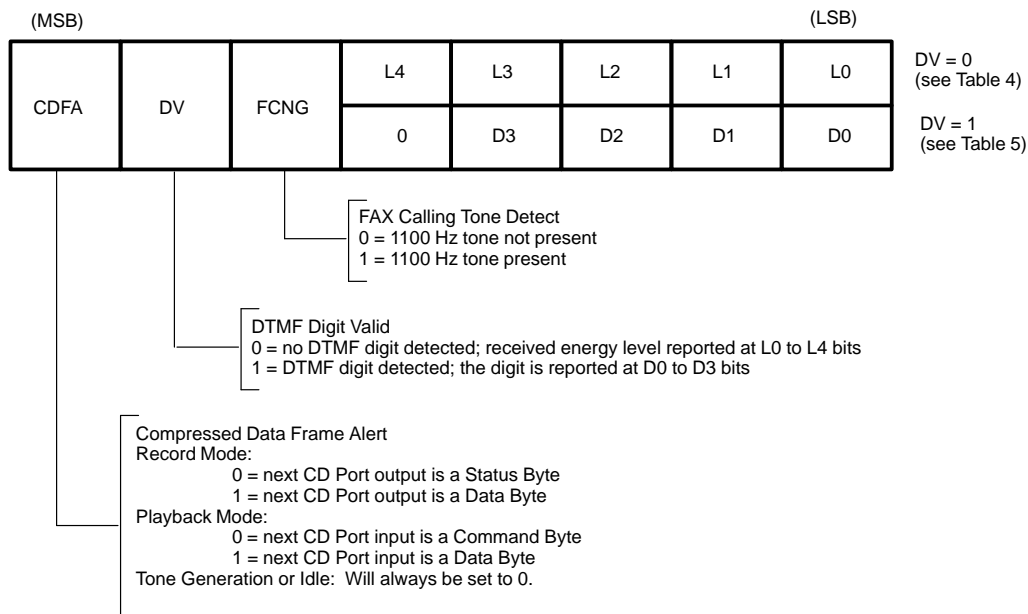 (MSB) (LSB)
CDFA DV FCNG L4 L3 L2 L1 L0
0 D3 D2 D1 D0
DV = 0
(see Table 4)
DV = 1
(see Table 5)
FAX Calling Tone Detect
0 = 1100 Hz tone not present
1 = 1100 Hz tone present
DTMF Digit Valid
0 = no DTMF digit detected; received energy level reported at L0 to L4 bits
1 = DTMF digit detected; the digit is reported at D0 to D3 bits
Compressed Data Frame Alert
Record Mode:
0 = next CD Port output is a Status Byte
1 = next CD Port output is a Data Byte
Playback Mode:
0 = next CD Port input is a Command Byte
1 = next CD Port input is a Data Byte
Tone Generation or Idle: Will always be set to 0.